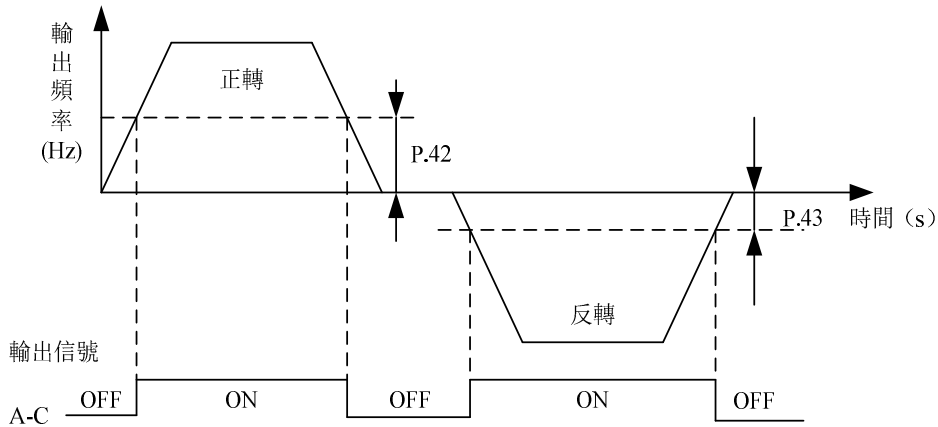 輸出頻率
(Hz)
正轉
P.42
P.43
時間（s）
反轉
輸出信號
A-C
OFF
ON
OFF
ON
OFF